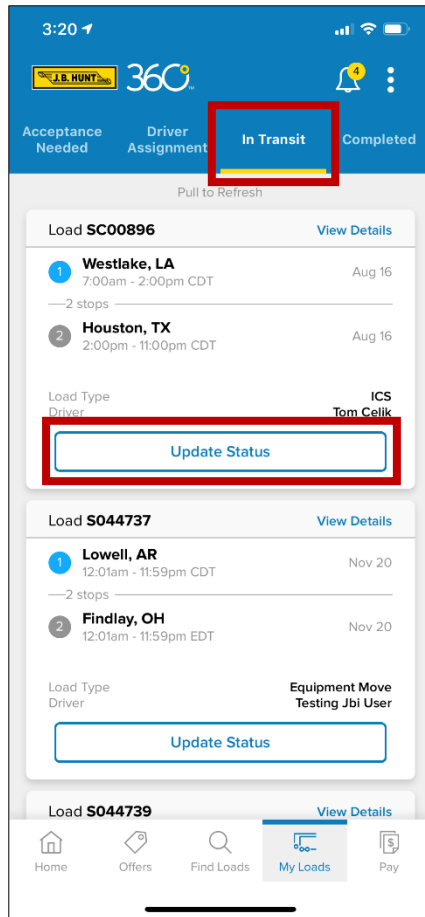 3:20
J.B. HUNT 360 4
Acceptance Needed Driver Assignment In Transit Completed
Pull to Refresh
Load SC00896 View Details
1 Westlake, LA Aug 16
7:00am - 2:00pm CDT
2 stops
2 Houston, TX Aug 16
2:00pm - 11:00pm CDT
Load Type ICS
Driver Tom Celik
Update Status
Load S044737 View Details
1 Lowell, AR Nov 20
12:01am - 11:59pm CDT
2 stops
2 Findlay, OH Nov 20
12:01am - 11:59pm EDT
Load Type Equipment Move
Driver Testing Jbi User
Update Status
Load S044739 View Details
Home Offers Find Loads My Loads Pay